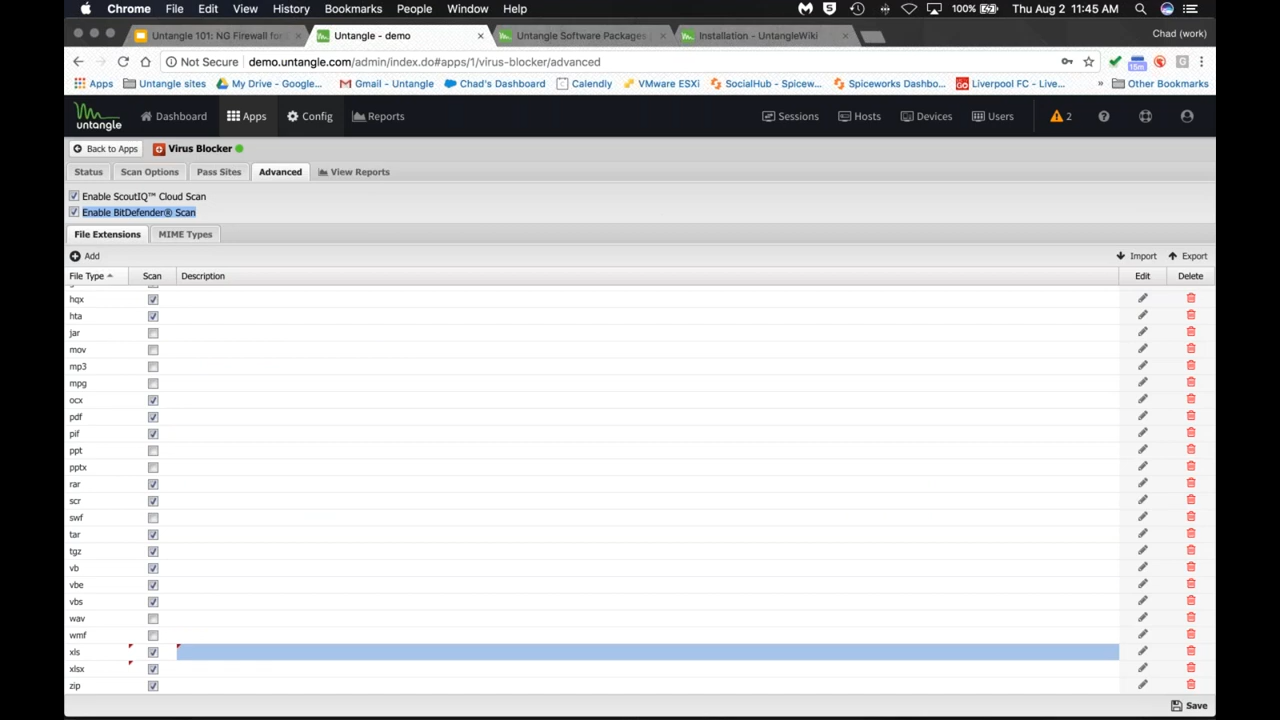 Chrome File Edit View History Bookmarks People Window Help 100% Thu Aug 2 11:45 AM
Untangle 101: NG Firewall for Untangle - demo Untangle Software Packages Installation - UntangleWiki Chad (work)
Not Secure demo.untangle.com/admin/index.do#apps/1/virus-blocker/advanced 15m
Apps Untangle sites My Drive - Google... Gmail - Untangle Chad's Dashboard Calendly VMware ESXi SocialHub - Spicew... Spiceworks Dashbo... Liverpool FC - Live... » Other Bookmarks
untangle Dashboard Apps Config Reports Sessions Hosts Devices Users 2
Back to Apps Virus Blocker
Status Scan Options Pass Sites Advanced View Reports
Enable ScoutIQ™ Cloud Scan
Enable BitDefender® Scan
File Extensions MIME Types
Add Import Export
File Type Scan Description Edit Delete
hqx
hta
jar
mov
mp3
mpg
ocx
pdf
pif
ppt
pptx
rar
scr
swf
tar
tgz
vb
vbe
vbs
wav
wmf
xls
xlsx
zip
Save